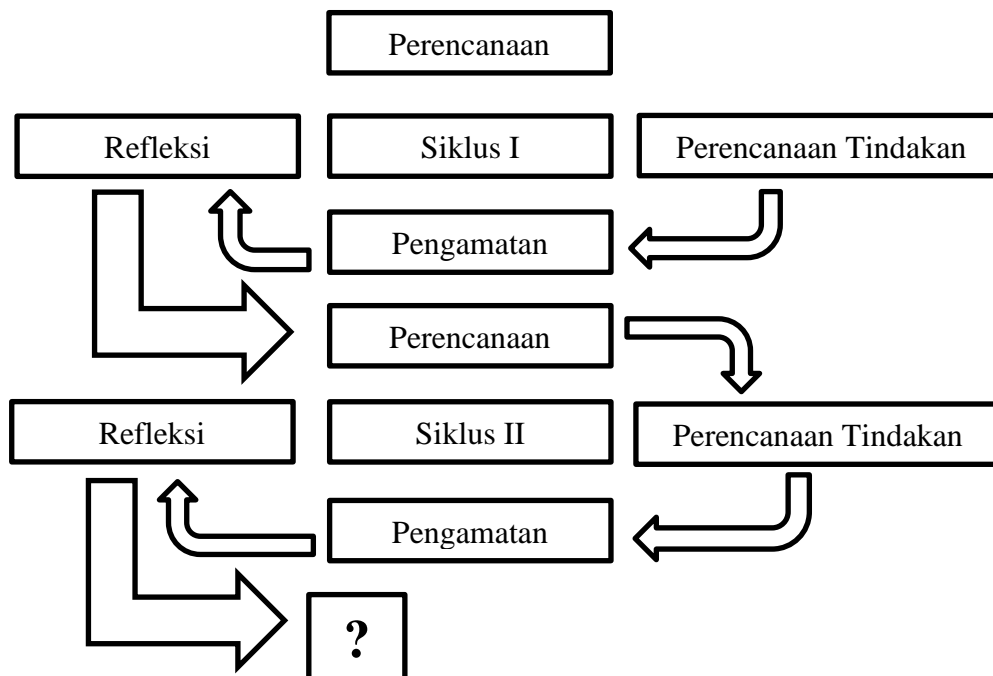 Perencanaan
Refleksi
Siklus I
Perencanaan Tindakan
Pengamatan
Perencanaan
Refleksi
Siklus II
Perencanaan Tindakan
Pengamatan
?